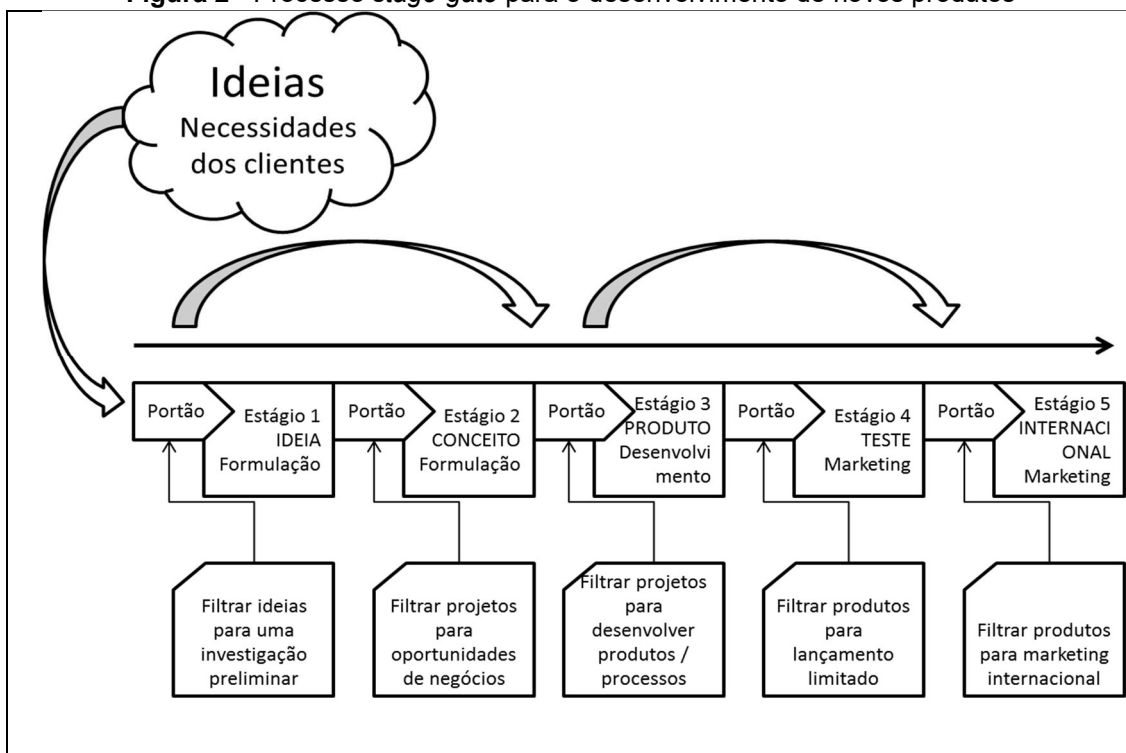 Figura 2 - Processo stage-gate para o desenvolvimento de novos produtos
Ideias
Necessidades
dos clientes
Portão
Estágio 1
IDEIA
Formulação
Portão
Estágio 2
CONCEITO
Formulação
Portão
Estágio 3
PRODUTO
Desenvolvi
mento
Portão
Estágio 4
TESTE
Marketing
Portão
Estágio 5
INTERNACI
ONAL
Marketing
Filtrar ideias
para uma
investigação
preliminar
Filtrar projetos
para
oportunidades
de negócios
Filtrar projetos
para
desenvolver
produtos /
processos
Filtrar produtos
para
lançamento
limitado
Filtrar produtos
para marketing
internacional